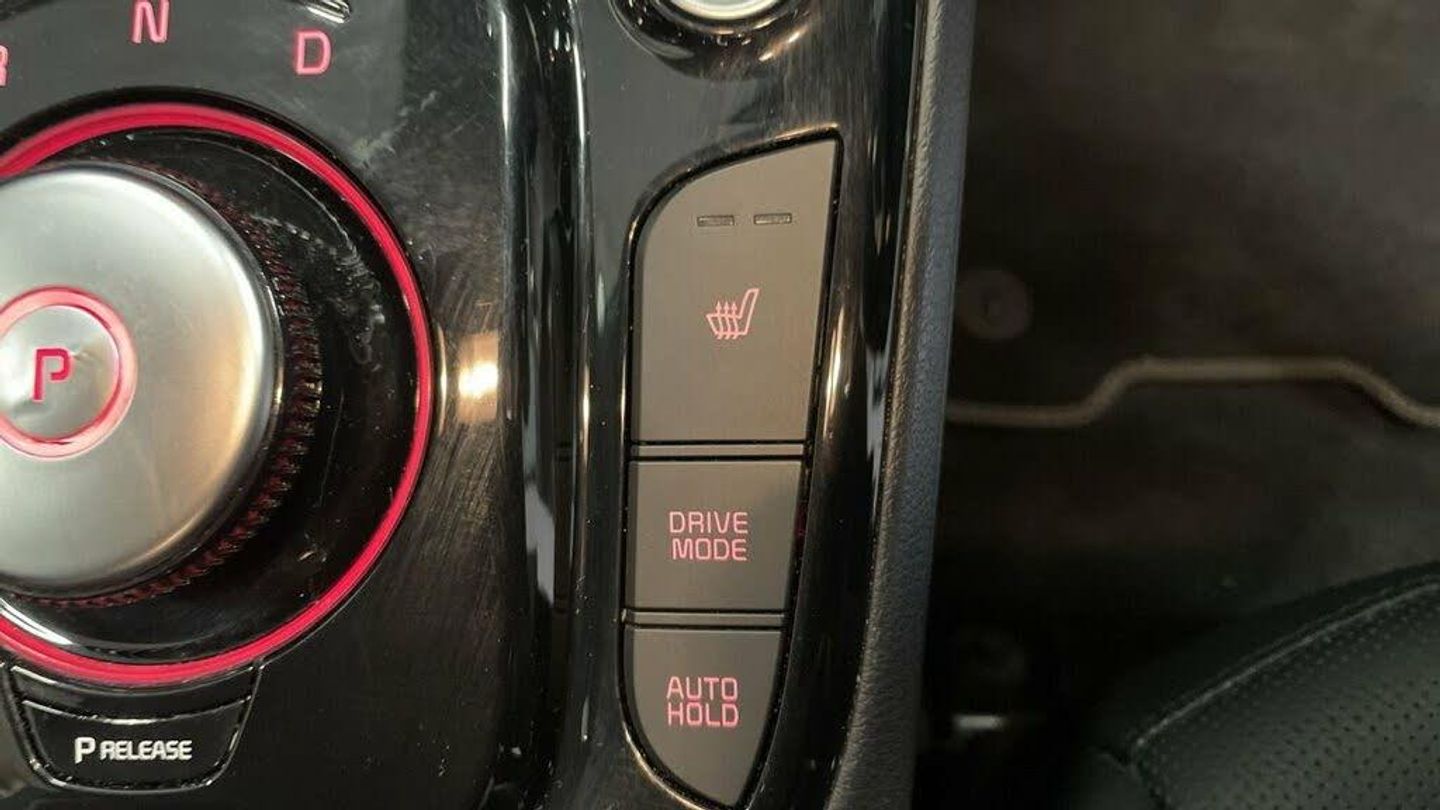 N
D
P
DRIVE
MODE
AUTO
HOLD
P RELEASE